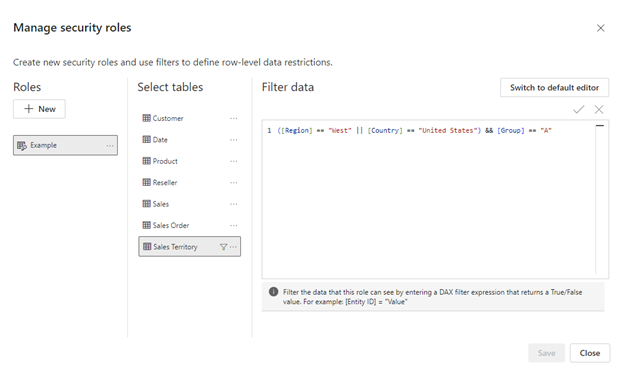 Manage security roles
Create new security roles and use filters to define row-level data restrictions.
Roles
+ New
Example
Select tables
Customer
Date
Product
Reseller
Sales
Sales Order
Sales Territory
Filter data
Switch to default editor
1 ([Region] == "West" || [Country] == "United States") && [Group] == "A"
Filter the data that this role can see by entering a DAX filter expression that returns a True/False
value. For example: [Entity ID] = "Value"
Save
Close